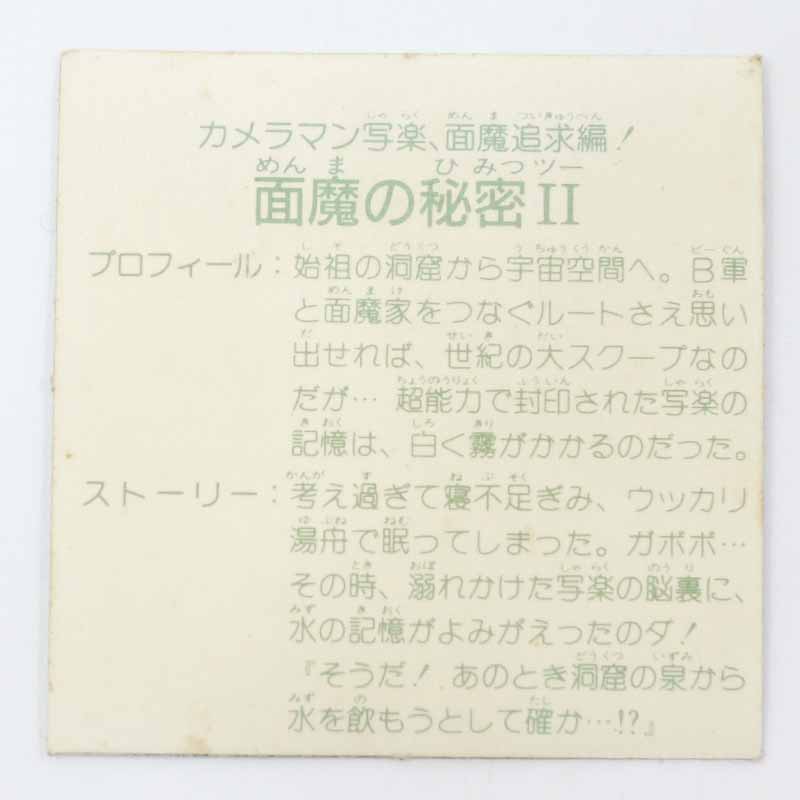 カメラマン写楽、面魔追求編！
面魔の秘密II
プロフィール：始祖の洞窟から宇宙空間へ。B軍
と面魔家をつなぐルートさえ思い
出せれば、世紀の大スクープなの
だが… 超能力で封印された写楽の
記憶は、白く霧がかかるのだった。
ストーリー：考え過ぎて寝不足ぎみ、ウッカリ
湯舟で眠ってしまった。ガボボ…
その時、溺れかけた写楽の脳裏に、
水の記憶がよみがえったのダ！
『そうだ！ あのとき洞窟の泉から
水を飲もうとして確か…!?』